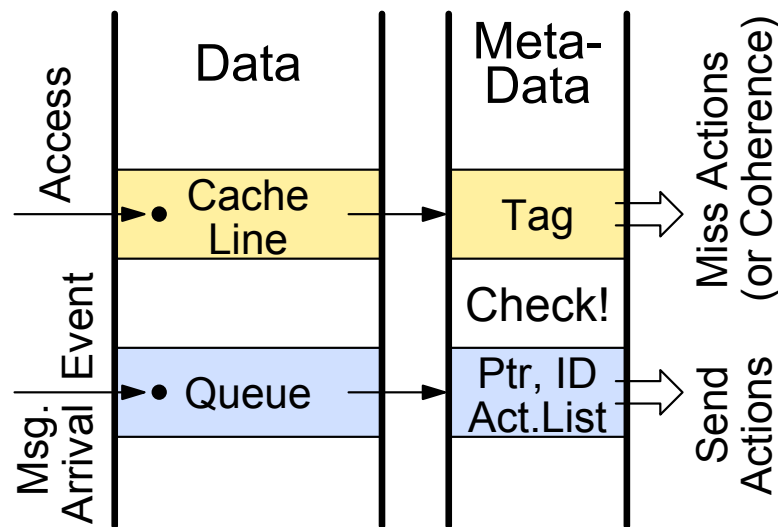 Data
Meta-
Data
Access
Cache
Line
Tag
Miss Actions
(or Coherence)
Check!
Event
Msg.
Arrival
Queue
Ptr, ID
Act.List
Send
Actions